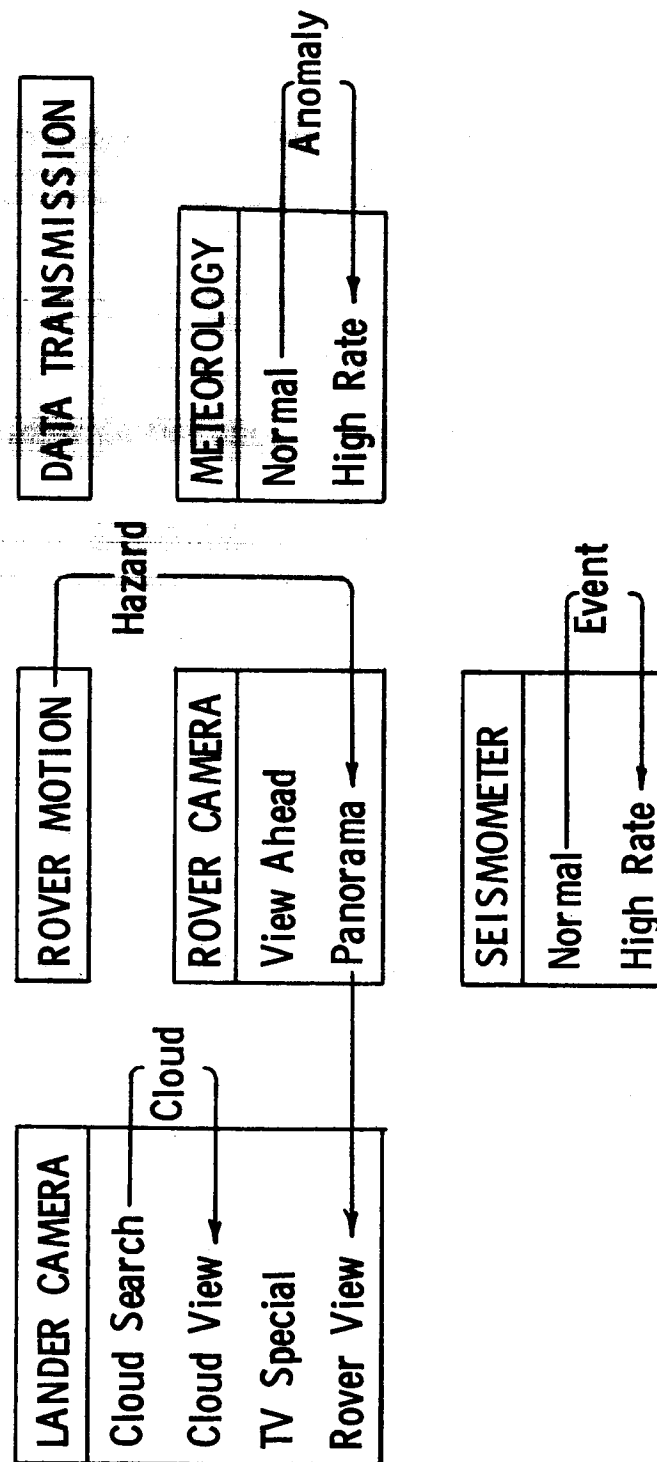 LANDER CAMERA
Cloud Search
Cloud View
TV Special
Rover View
Cloud
ROVER MOTION
Hazard
ROVER CAMERA
View Ahead
Panorama
SEISMOMETER
Normal
High Rate
Event
DATA TRANSMISSION
METEOROLOGY
Normal
High Rate
Anomaly